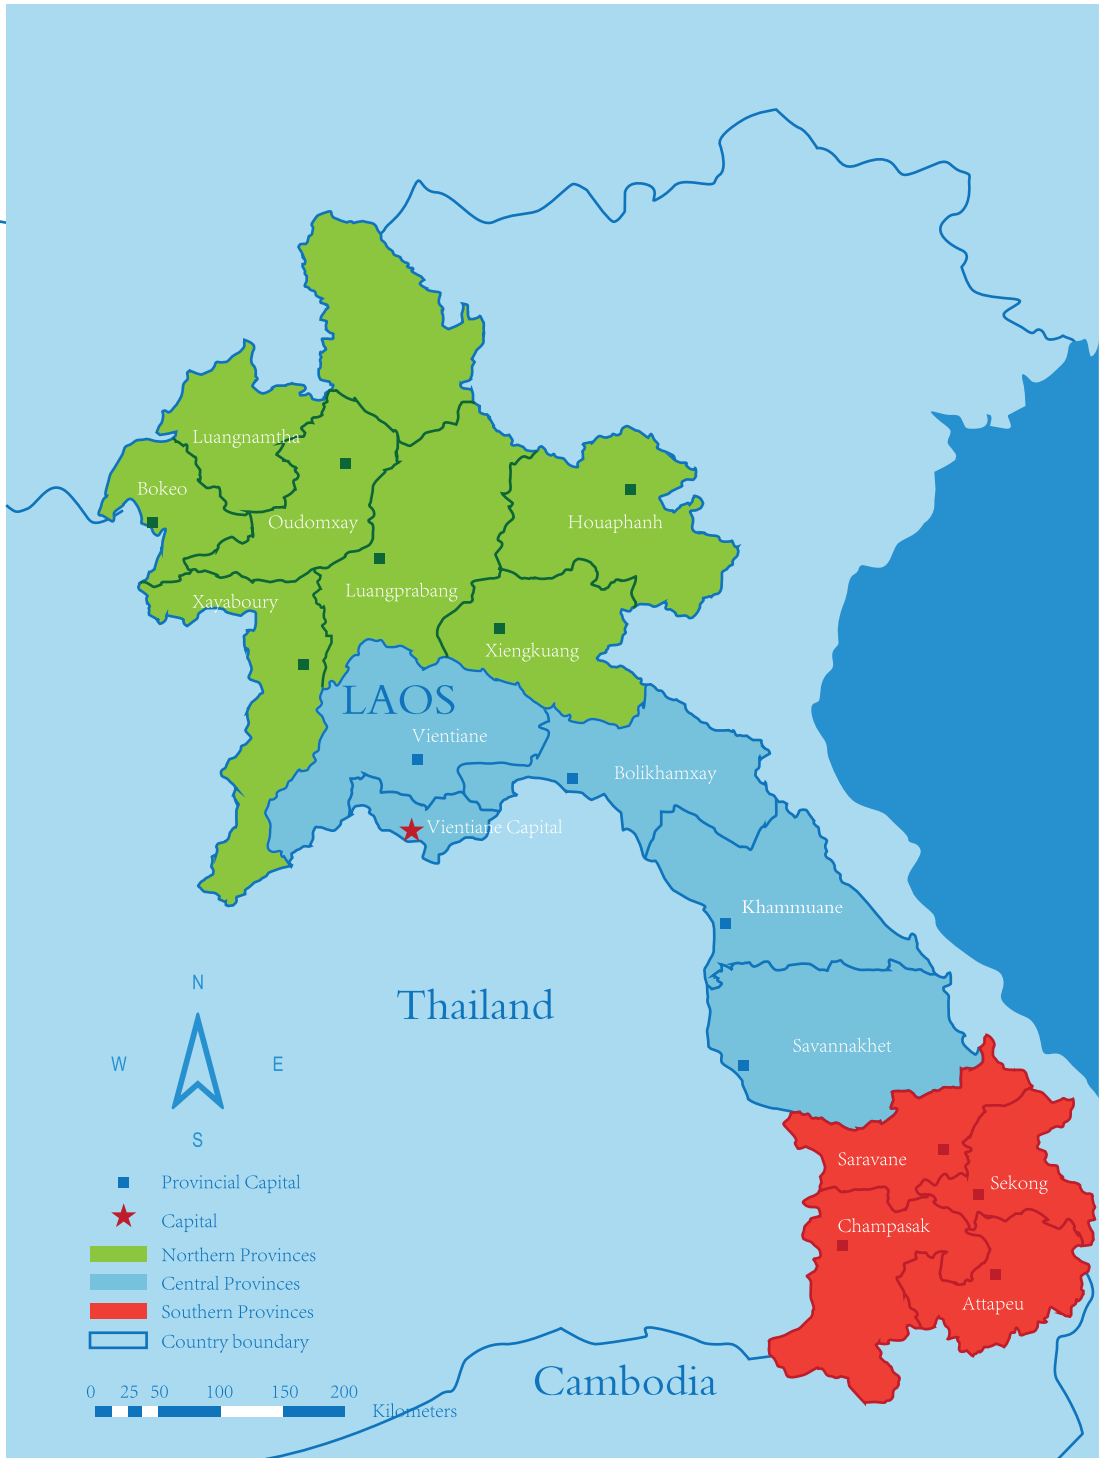 Luangnamtha
Bokeo
Oudomxay
Houaphanh
Luangprabang
Xayaboury
Xiengkuang
LAOS
Vientiane
Bolikhamxay
Vientiane Capital
Khammuane
Thailand
Savannakhet
N
W
E
S
Saravane
Sekong
Champasak
Attapeu
Provincial Capital
Capital
Northern Provinces
Central Provinces
Southern Provinces
Country boundary
Cambodia
0 25 50 100 150 200
Kilometers